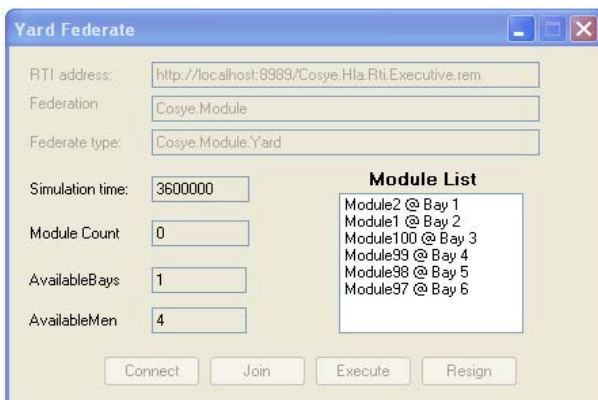 Yard Federate
RTI address: http://localhost:8989/Cosye.Hla.Rti.Executive.rem
Federation Cosye.Module
Federate type: Cosye.Module.Yard
Simulation time: 3600000
Module Count 0
AvailableBays 1
AvailableMen 4
Module List
Module2 @ Bay 1
Module1 @ Bay 2
Module100 @ Bay 3
Module99 @ Bay 4
Module98 @ Bay 5
Module97 @ Bay 6
Connect Join Execute Resign